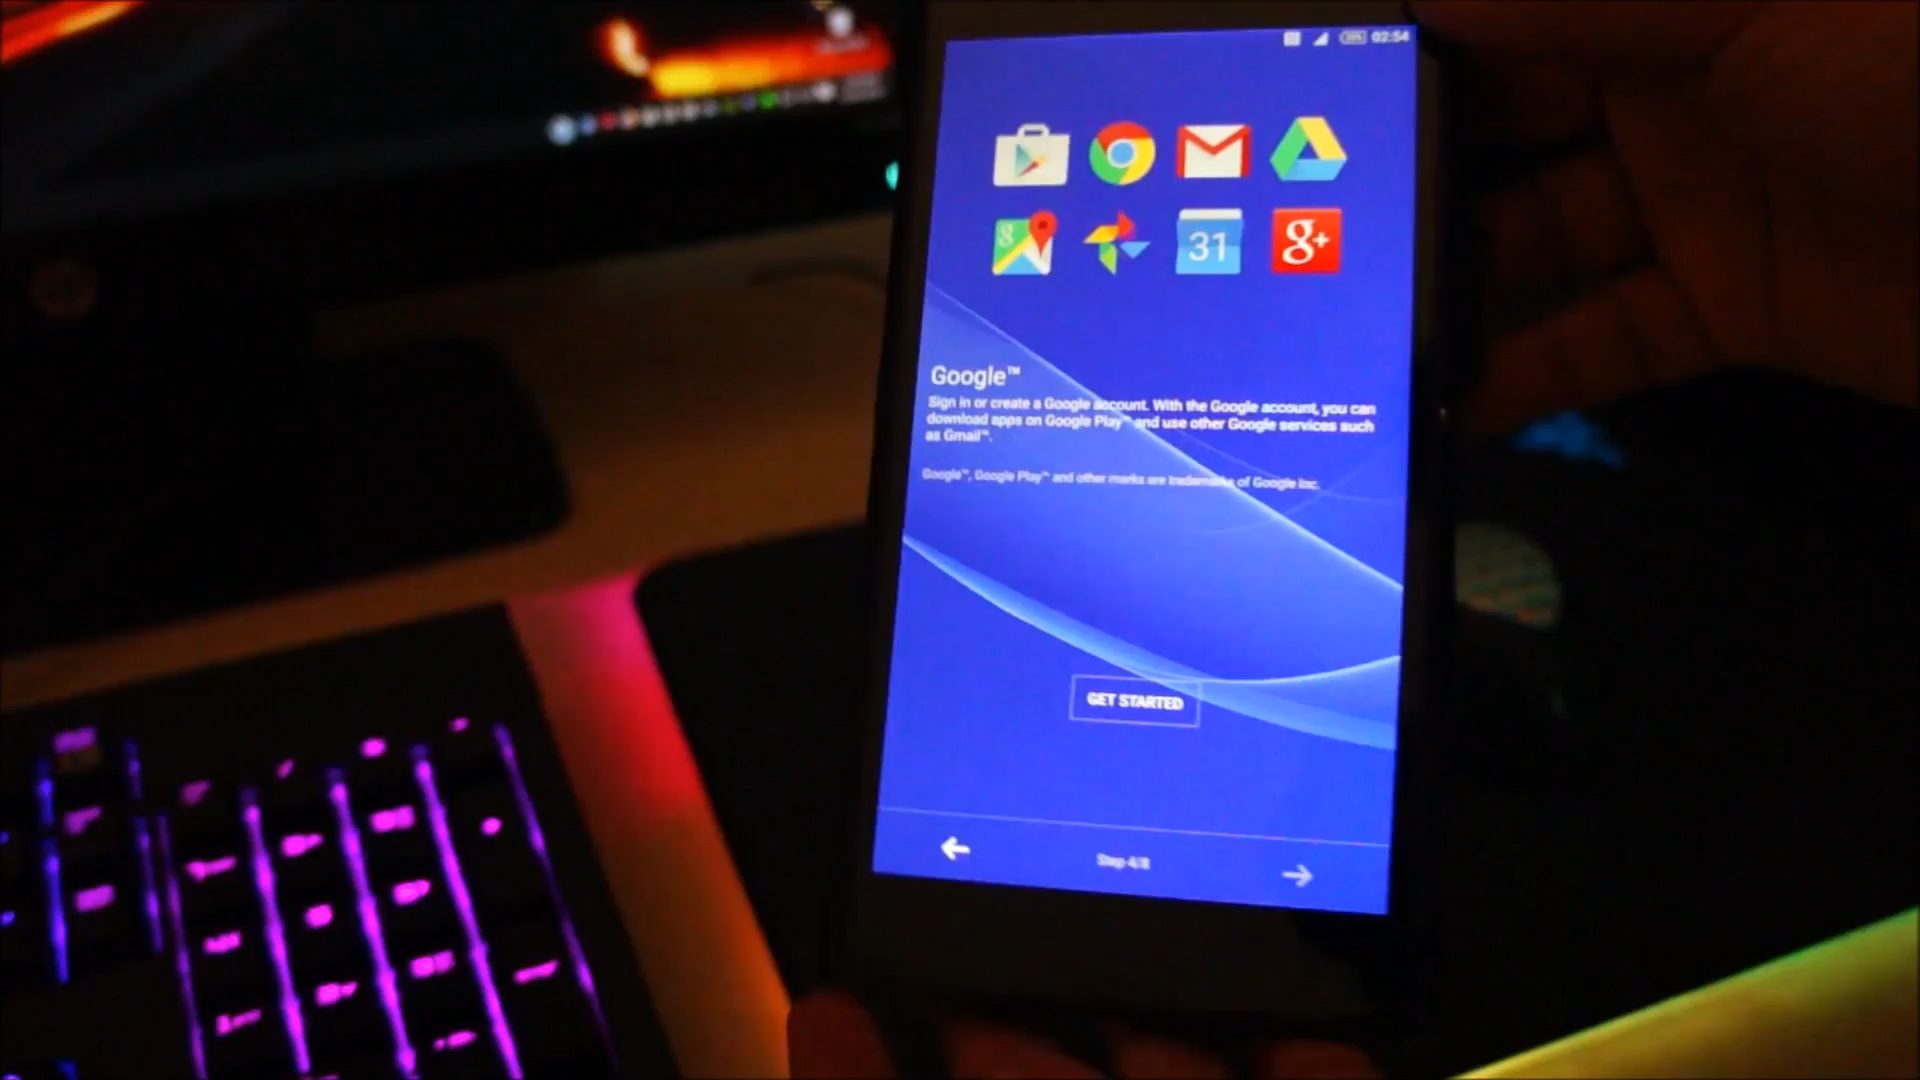 02:54
31
g+
Google™
Sign in or create a Google account. With the Google account, you can
download apps on Google Play™ and use other Google services such
as Gmail™.
Google™, Google Play™ and other marks are trademarks of Google Inc.
GET STARTED
Step 4/8